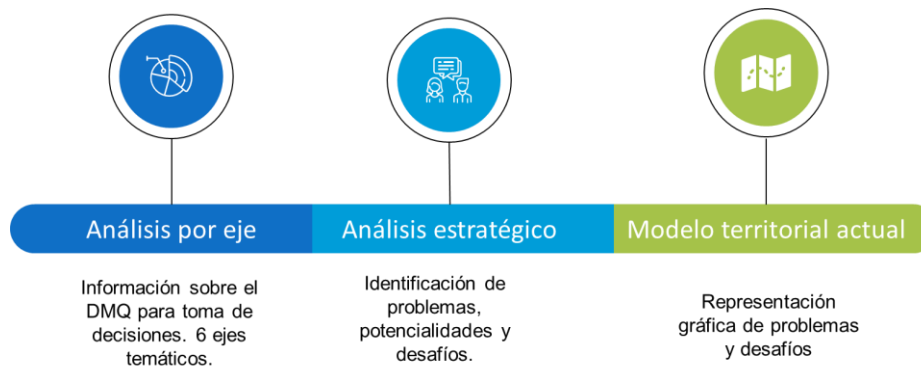 Análisis por eje
Análisis estratégico
Modelo territorial actual
Información sobre el
DMQ para toma de
decisiones. 6 ejes
temáticos.
Identificación de
problemas,
potencialidades y
desafíos.
Representación
gráfica de problemas
y desafíos